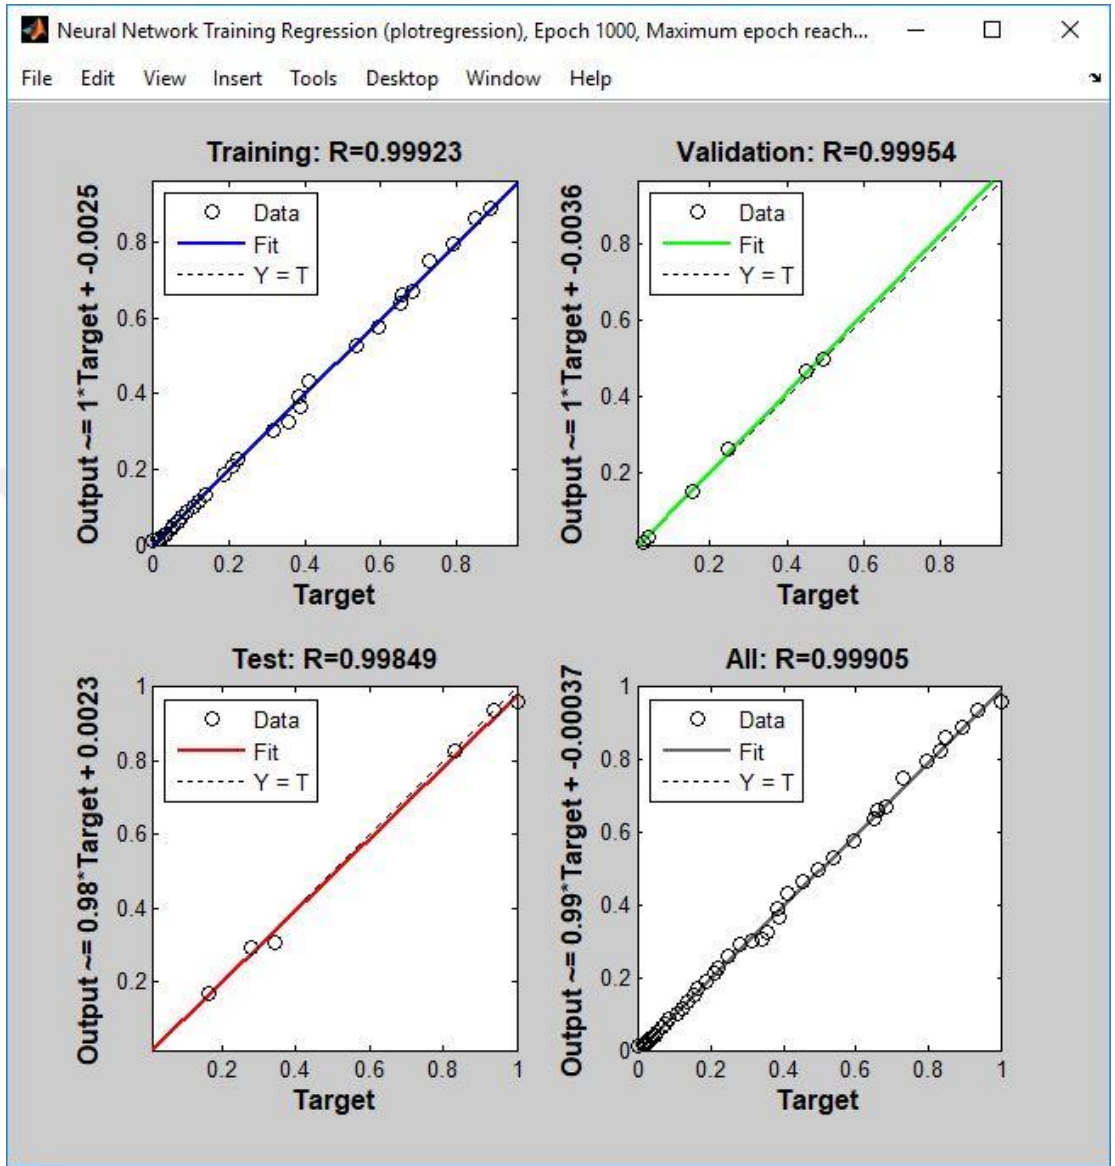 Neural Network Training Regression (plotregression), Epoch 1000, Maximum epoch reach...
File Edit View Insert Tools Desktop Window Help
Training: R=0.99923
Output ~= 1*Target + -0.0025
Data
Fit
Y = T
0.8
0.6
0.4
0.2
0
0 0.2 0.4 0.6 0.8
Target
Validation: R=0.99954
Output ~= 1*Target + -0.0036
Data
Fit
Y = T
0.8
0.6
0.4
0.2
0.2 0.4 0.6 0.8
Target
Test: R=0.99849
Output ~= 0.98*Target + 0.0023
1
Data
Fit
Y = T
0.8
0.6
0.4
0.2
0.2 0.4 0.6 0.8 1
Target
All: R=0.99905
Output ~= 0.99*Target + -0.00037
1
Data
Fit
Y = T
0.8
0.6
0.4
0.2
0
0 0.2 0.4 0.6 0.8 1
Target